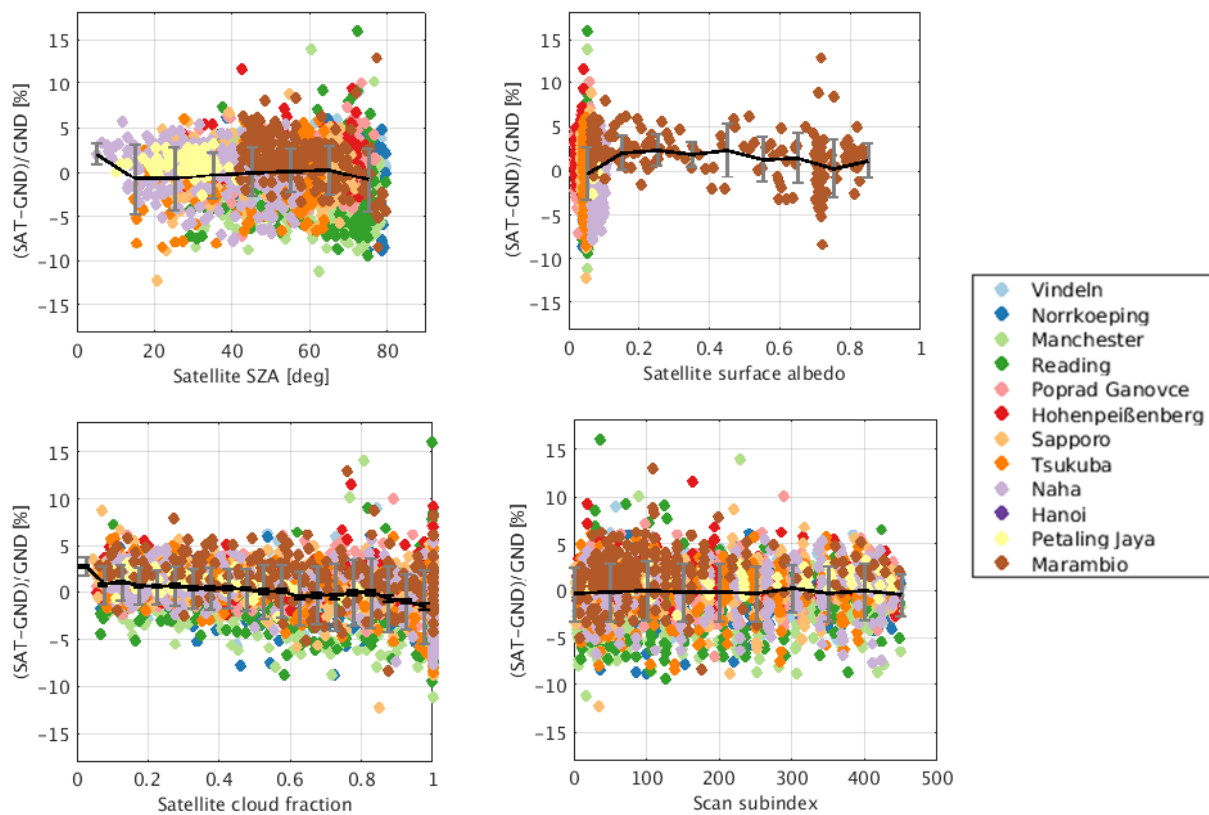 15
10
5
0
−5
−10
−15
(SAT−GND)/ GND [%]
0 20 40 60 80
Satellite SZA [deg]
15
10
5
0
−5
−10
−15
(SAT−GND)/ GND [%]
0 0.2 0.4 0.6 0.8 1
Satellite surface albedo
15
10
5
0
−5
−10
−15
(SAT−GND)/ GND [%]
0 0.2 0.4 0.6 0.8 1
Satellite cloud fraction
15
10
5
0
−5
−10
−15
(SAT−GND)/ GND [%]
0 100 200 300 400 500
Scan subindex
Vindeln
Norrkoeping
Manchester
Reading
Poprad Ganovce
Hohenpeißenberg
Sapporo
Tsukuba
Naha
Hanoi
Petaling Jaya
Marambio